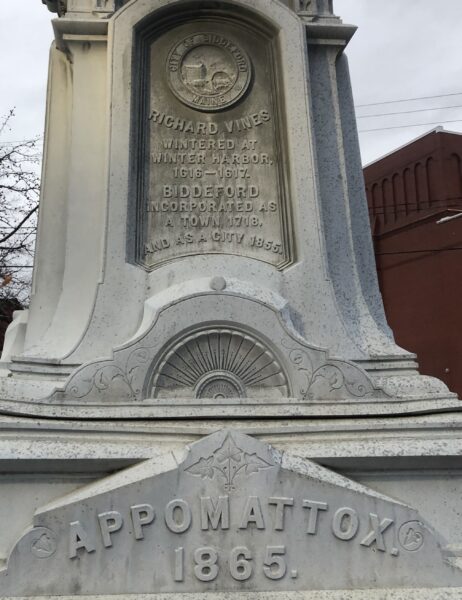 CITY OF BIDDEFORD
MAINE
RICHARD VINES
WINTERED AT
WINTER HARBOR,
1616–1617.
BIDDEFORD
INCORPORATED AS
A TOWN 1718.
AND AS A CITY 1855.
APPOMATTOX.
1865.